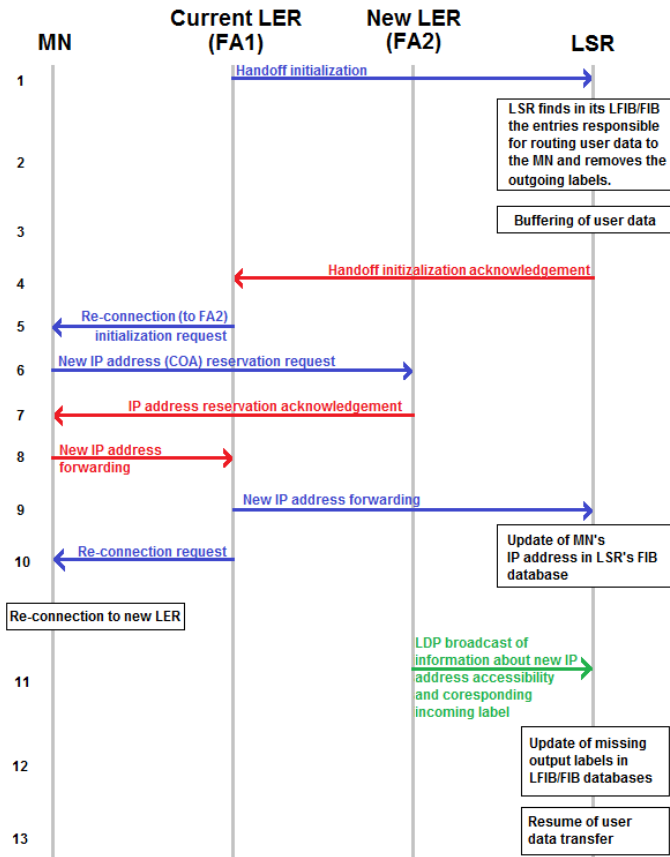 MN
Current LER
(FA1)
New LER
(FA2)
LSR
1
Handoff initialization
2
LSR finds in its LFIB/FIB
the entries responsible
for routing user data to
the MN and removes the
outgoing labels.
3
Buffering of user data
4
Handoff initizalization acknowledgement
5
Re-connection (to FA2)
initialization request
6
New IP address (COA) reservation request
7
IP address reservation acknowledgement
8
New IP address
forwarding
9
New IP address forwarding
10
Re-connection request
Update of MN's
IP address in LSR's FIB
database
Re-connection to new LER
11
LDP broadcast of
information about new IP
address accessibility
and coresponding
incoming label
12
Update of missing
output labels in
LFIB/FIB databases
13
Resume of user
data transfer